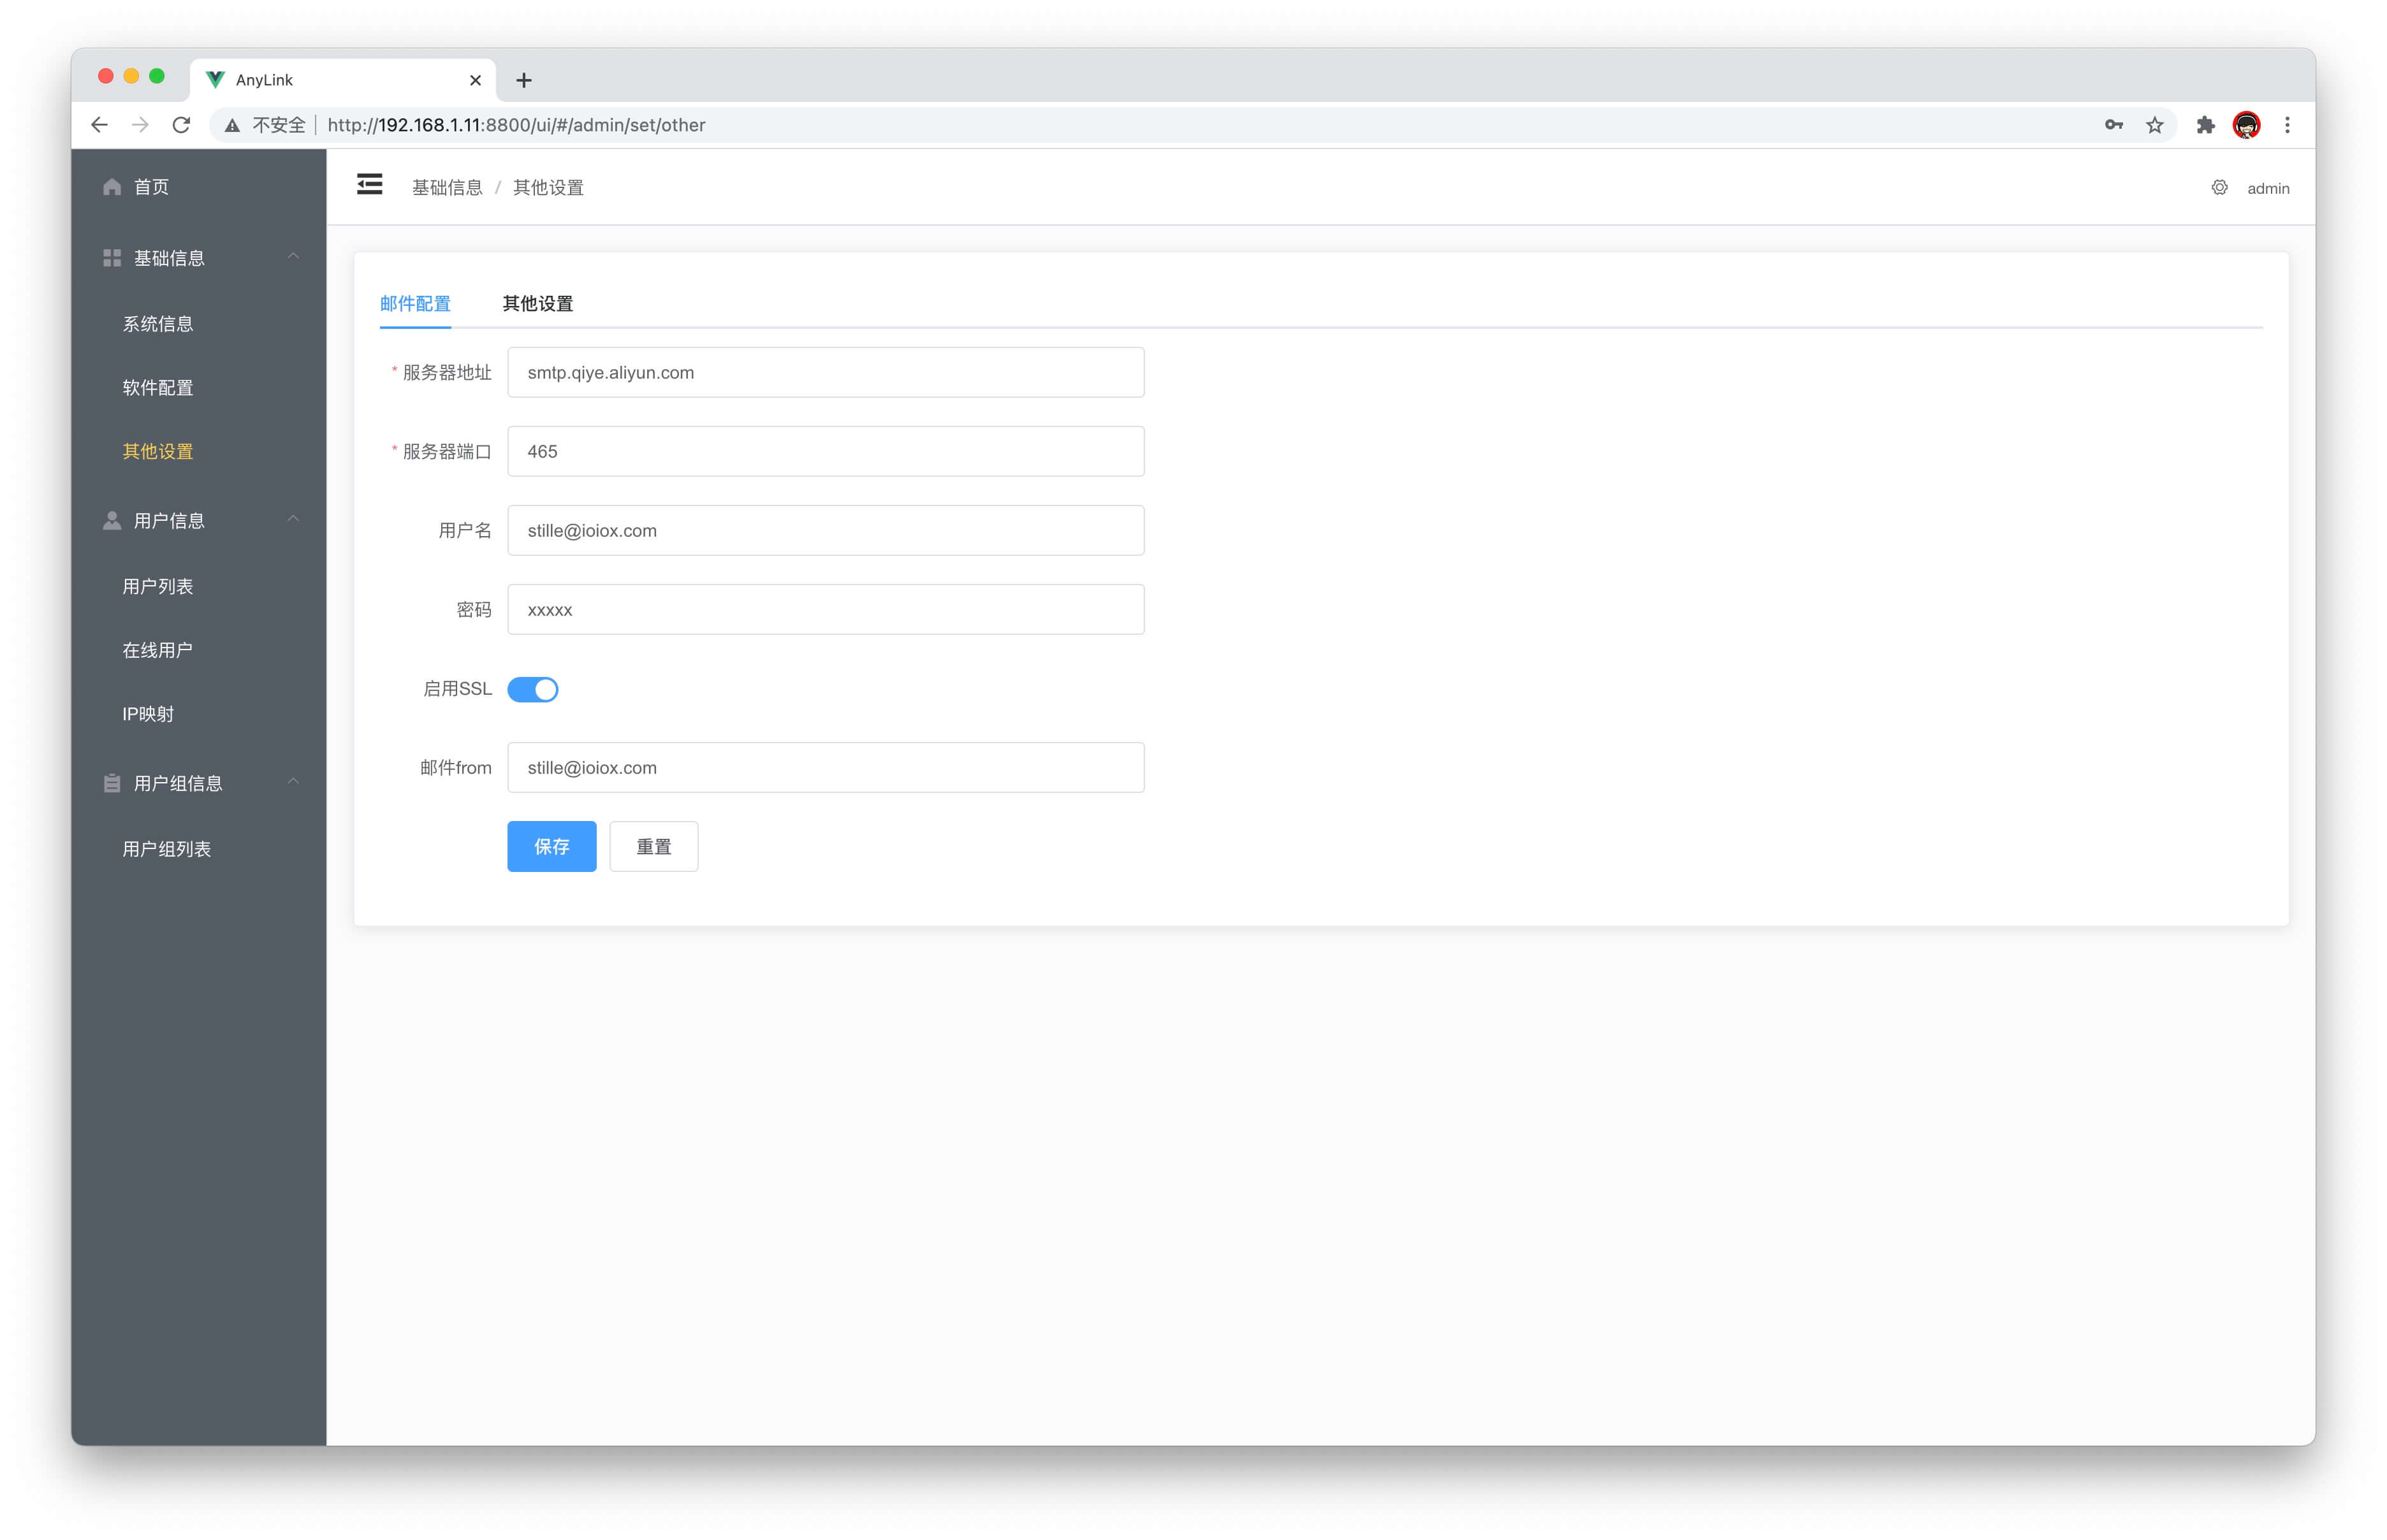 AnyLink
不安全 http://192.168.1.11:8800/ui/#/admin/set/other
首页
基础信息
系统信息
软件配置
其他设置
用户信息
用户列表
在线用户
IP映射
用户组信息
用户组列表
基础信息 / 其他设置
admin
邮件配置 其他设置
* 服务器地址 smtp.qiye.aliyun.com
* 服务器端口 465
用户名 stille@ioiox.com
密码 xxxxx
启用SSL
邮件from stille@ioiox.com
保存 重置